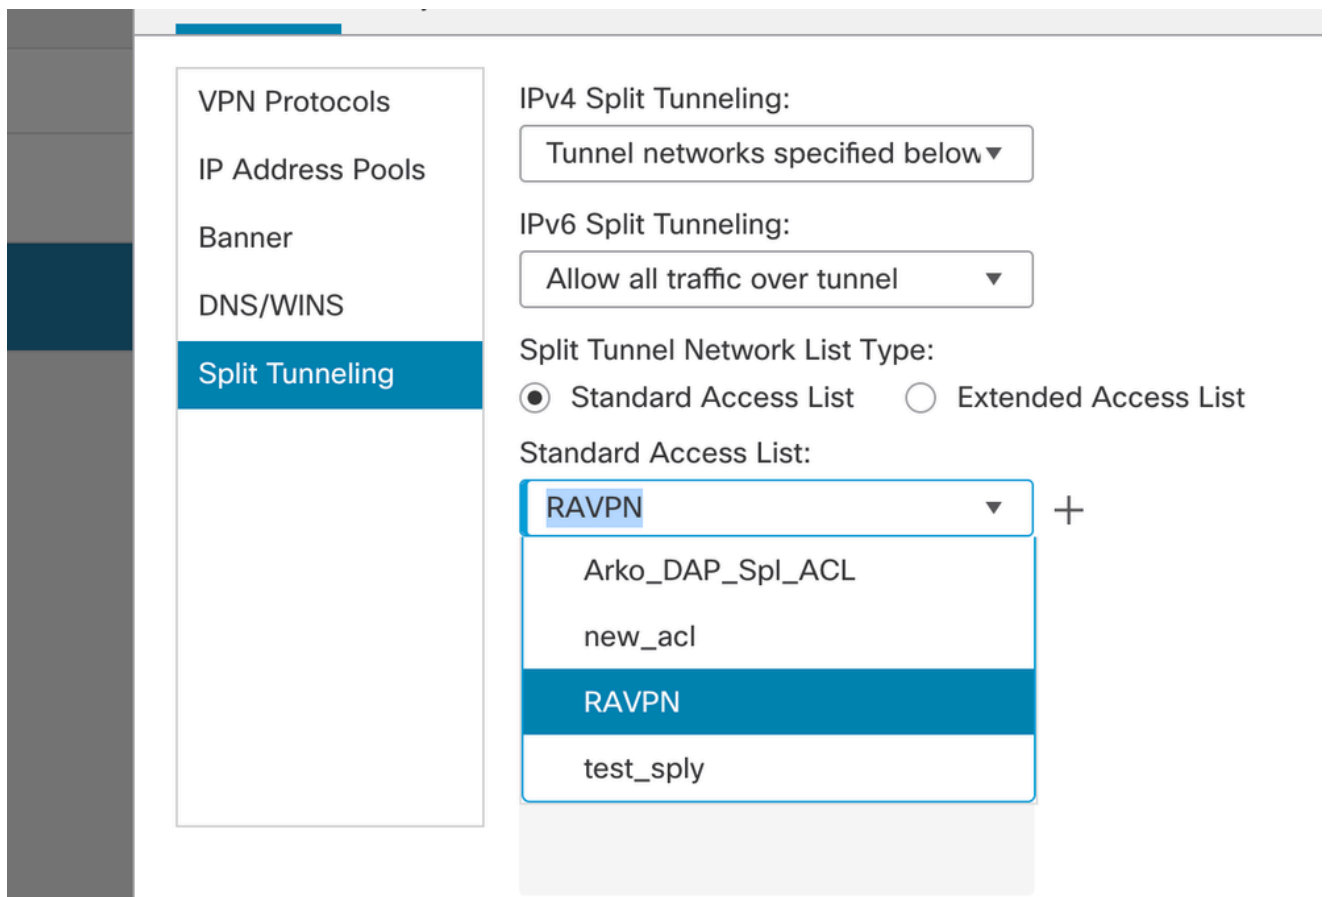 VPN Protocols
IP Address Pools
Banner
DNS/WINS
Split Tunneling
IPv4 Split Tunneling:
Tunnel networks specified below
IPv6 Split Tunneling:
Allow all traffic over tunnel
Split Tunnel Network List Type:
Standard Access List Extended Access List
Standard Access List:
RAVPN
Arko_DAP_Spl_ACL
new_acl
RAVPN
test_sply